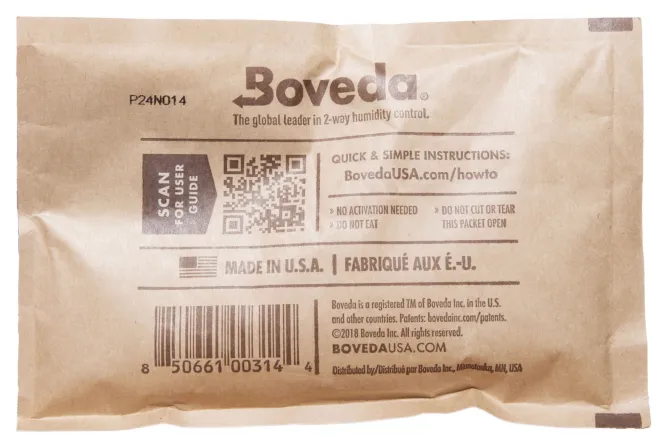 P24N014
Boveda®
The global leader in 2-way humidity control.
SCAN
FOR USER
GUIDE
QUICK & SIMPLE INSTRUCTIONS:
BovedaUSA.com/howto
» NO ACTIVATION NEEDED
» DO NOT EAT
» DO NOT CUT OR TEAR
THIS PACKET OPEN
MADE IN U.S.A. | FABRIQUÉ AUX É.-U.
Boveda is a registered TM of Boveda Inc. in the U.S.
and other countries. Patents: bovedainc.com/patents.
©2018 Boveda Inc. All rights reserved.
BOVEDAUSA.COM
Distributed by/Distribué par Boveda Inc., Minnetonka, MN, USA
8 50661 00314 4